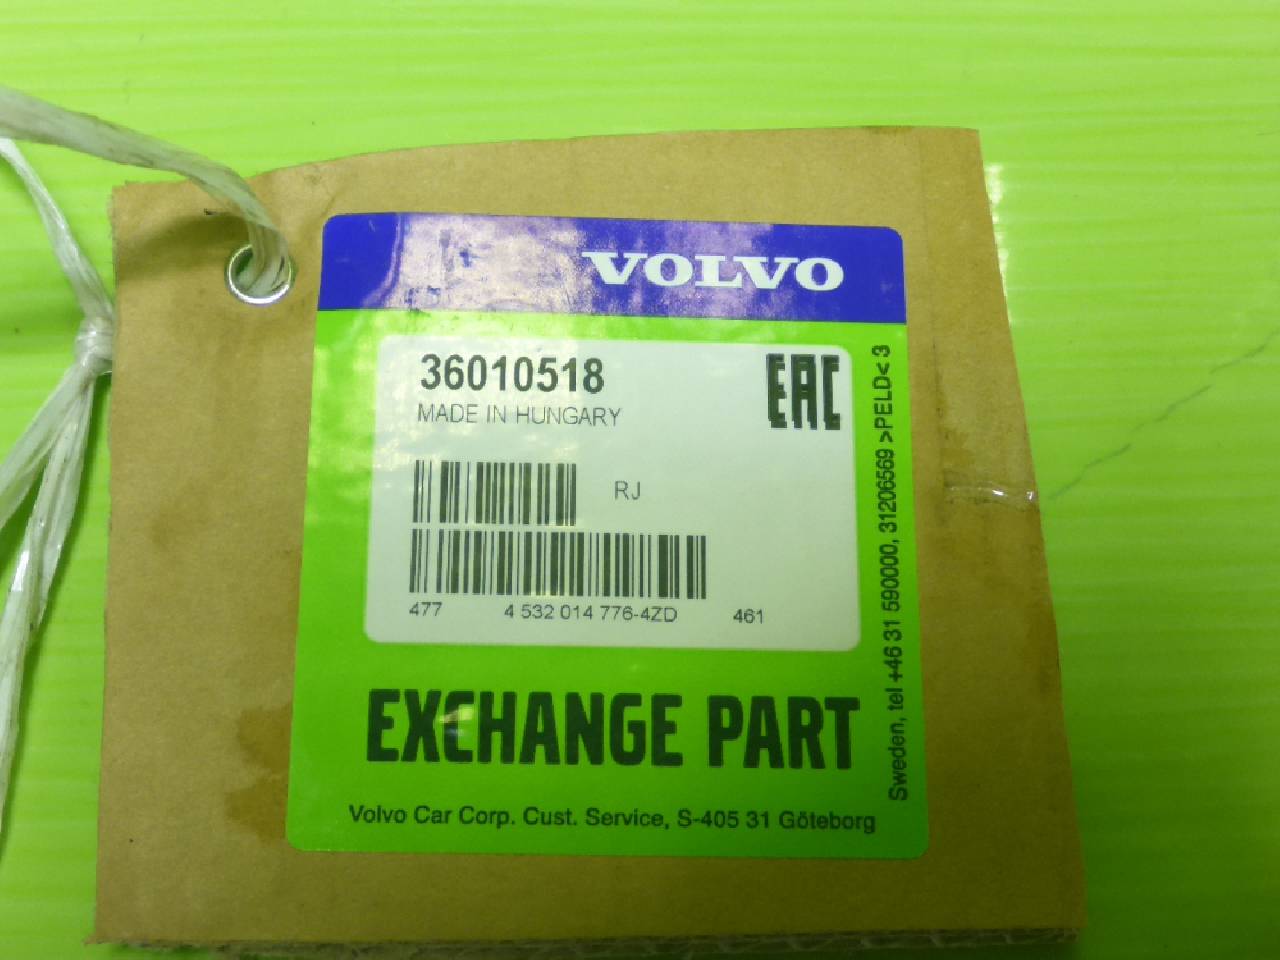 VOLVO
36010518
EAC
MADE IN HUNGARY
RJ
477 4 532 014 776-4ZD 461
EXCHANGE PART
Volvo Car Corp. Cust. Service, S-405 31 Göteborg
Sweden, tel +46 31 590000, 31206569 >PELD< 3